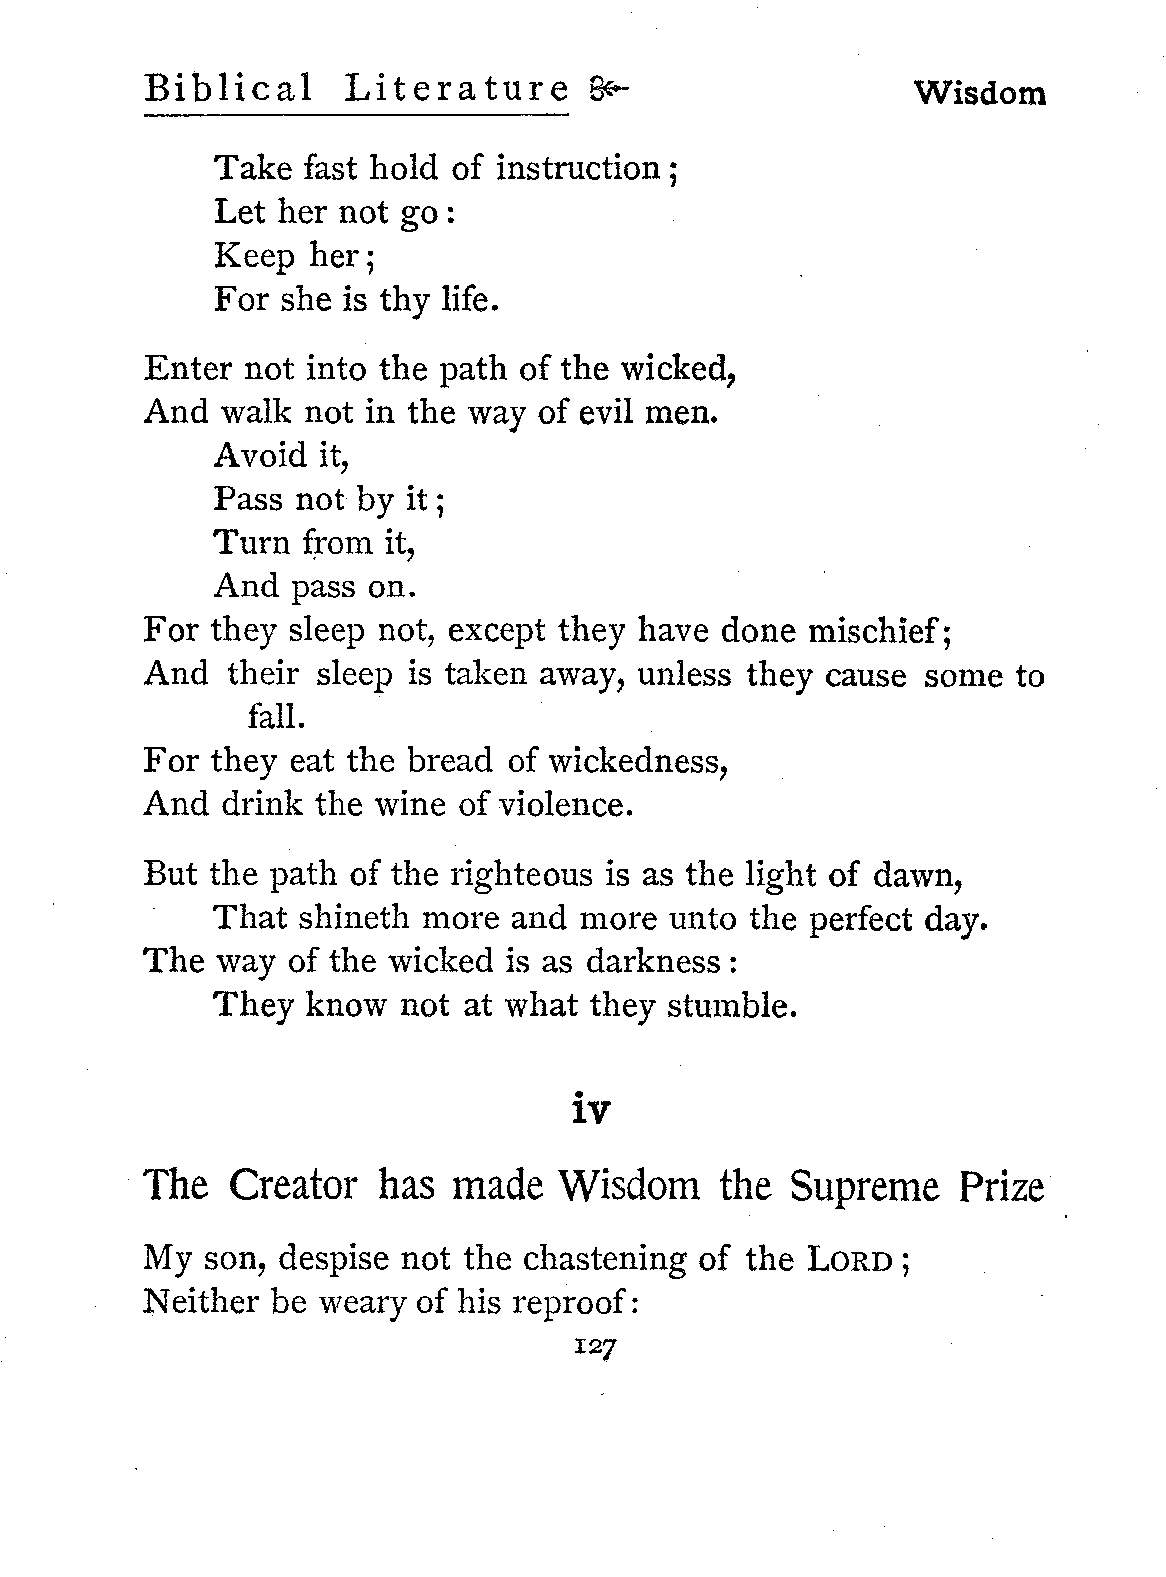 Biblical Literature Wisdom
Take fast hold of instruction;
Let her not go:
Keep her;
For she is thy life.
Enter not into the path of the wicked,
And walk not in the way of evil men.
Avoid it,
Pass not by it;
Turn from it,
And pass on.
For they sleep not, except they have done mischief;
And their sleep is taken away, unless they cause some to
fall.
For they eat the bread of wickedness,
And drink the wine of violence.
But the path of the righteous is as the light of dawn,
That shineth more and more unto the perfect day.
The way of the wicked is as darkness:
They know not at what they stumble.
iv
The Creator has made Wisdom the Supreme Prize
My son, despise not the chastening of the LORD;
Neither be weary of his reproof:
127